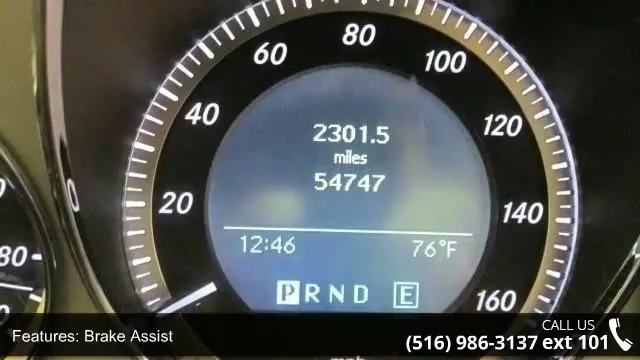 80
60 100
40 120
20 140
160
2301.5
miles
54747
12:46 76°F
P R N D E
80
Features: Brake Assist
CALL US
(516) 986-3137 ext 101